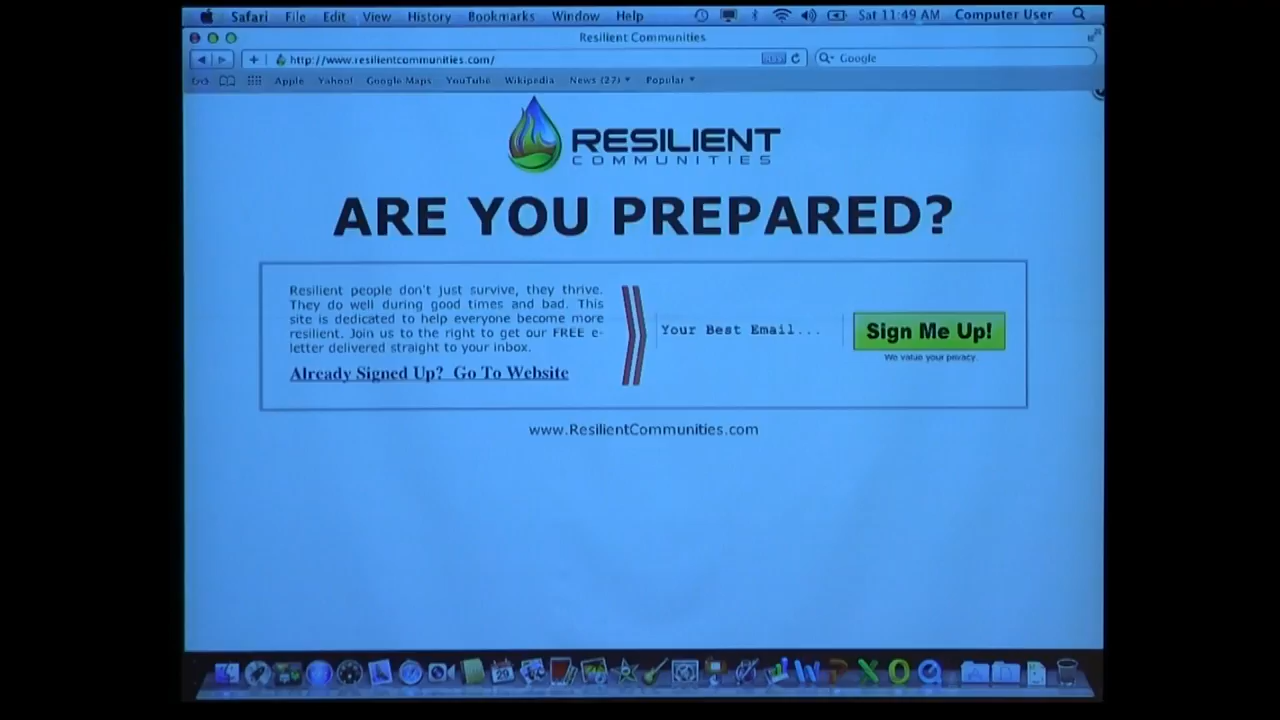 Safari File Edit View History Bookmarks Window Help Sat 11:49 AM Computer User
Resilient Communities
http://www.resilientcommunities.com/
Google
Apple Yahoo! Google Maps YouTube Wikipedia News (27) Popular
RESILIENT
COMMUNITIES
ARE YOU PREPARED?
Resilient people don't just survive, they thrive.
They do well during good times and bad. This
site is dedicated to help everyone become more
resilient. Join us to the right to get our FREE e-
letter delivered straight to your inbox.
Already Signed Up? Go To Website
Your Best Email...
Sign Me Up!
We value your privacy.
www.ResilientCommunities.com